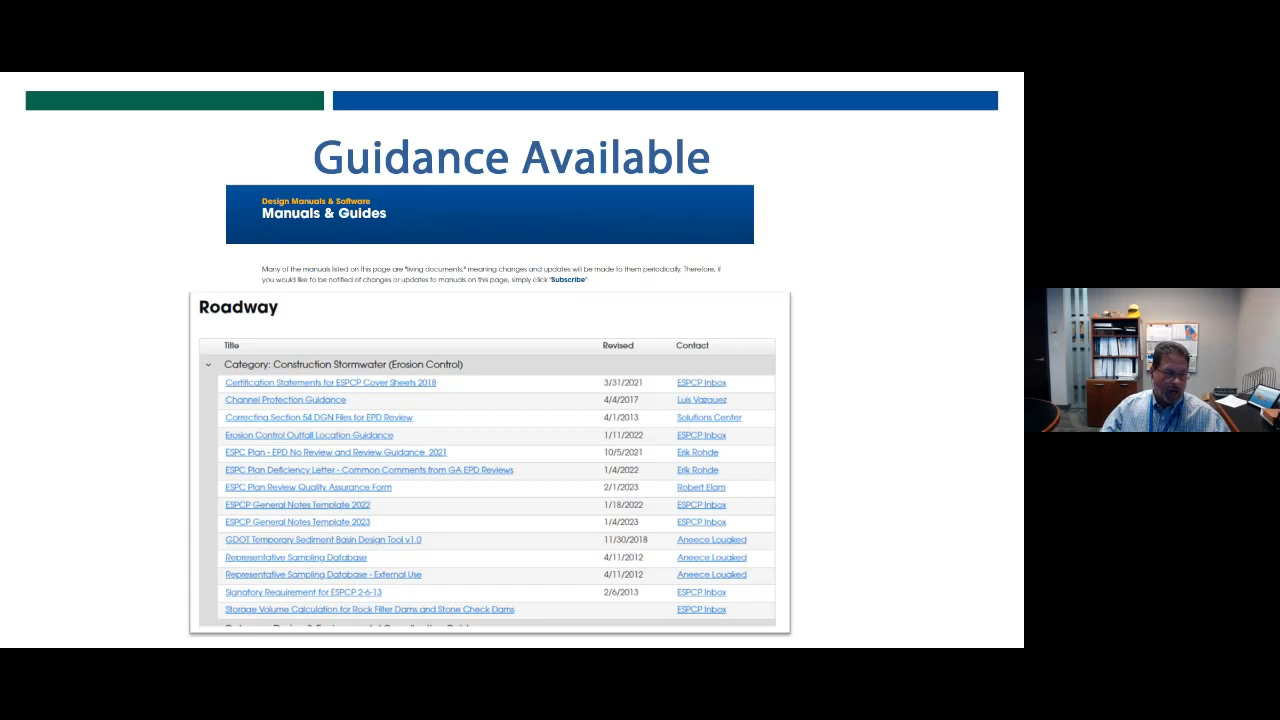 Guidance Available
Design Manuals & Software
Manuals & Guides
Many of the manuals listed on this page are "living documents," meaning changes and updates will be made to them periodically. Therefore, if
you would like to be notified of changes or updates to manuals on this page, simply click "Subscribe"
Roadway
Title Revised Contact
Category: Construction Stormwater (Erosion Control)
Certification Statements for ESPCP Cover Sheets 2018 3/31/2021 ESPCP Inbox
Channel Protection Guidance 4/4/2017 Luis Vazquez
Correcting Section 54 DGN Files for EPD Review 4/1/2013 Solutions Center
Erosion Control Outfall Location Guidance 1/11/2022 ESPCP Inbox
ESPC Plan - EPD No Review and Review Guidance 2021 10/5/2021 Erik Rohde
ESPC Plan Deficiency Letter - Common Comments from GA EPD Reviews 1/4/2022 Erik Rohde
ESPC Plan Review Quality Assurance Form 2/1/2023 Robert Elam
ESPCP General Notes Template 2022 1/18/2022 ESPCP Inbox
ESPCP General Notes Template 2023 1/4/2023 ESPCP Inbox
GDOT Temporary Sediment Basin Design Tool v1.0 11/30/2018 Aneece Louaked
Representative Sampling Database 4/11/2012 Aneece Louaked
Representative Sampling Database - External Use 4/11/2012 Aneece Louaked
Signatory Requirement for ESPCP 2-6-13 2/6/2013 ESPCP Inbox
Storage Volume Calculation for Rock Filter Dams and Stone Check Dams ESPCP Inbox